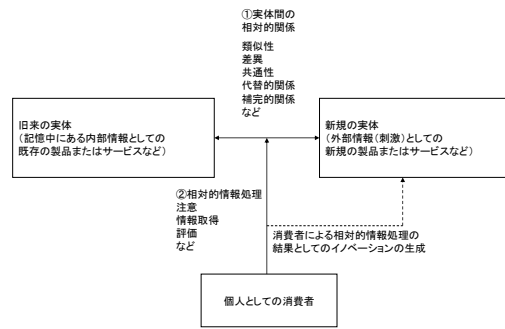 ①実体間の
相対的関係
類似性
差異
共通性
代替的関係
補完的関係
など
旧来の実体
（記憶中にある内部情報としての
既存の製品またはサービスなど）
新規の実体
（外部情報（刺激）としての
新規の製品またはサービスなど）
②相対的情報処理
注意
情報取得
評価
など
消費者による相対的情報処理の
結果としてのイノベーションの生成
個人としての消費者